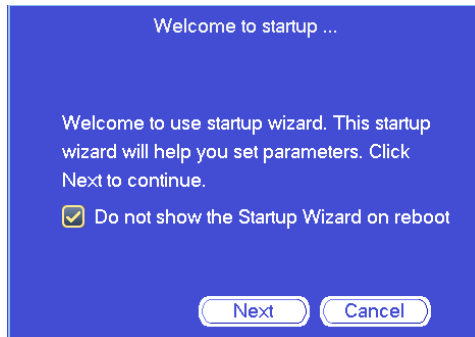 Welcome to startup ...
Welcome to use startup wizard. This startup
wizard will help you set parameters. Click
Next to continue.
Do not show the Startup Wizard on reboot
Next Cancel